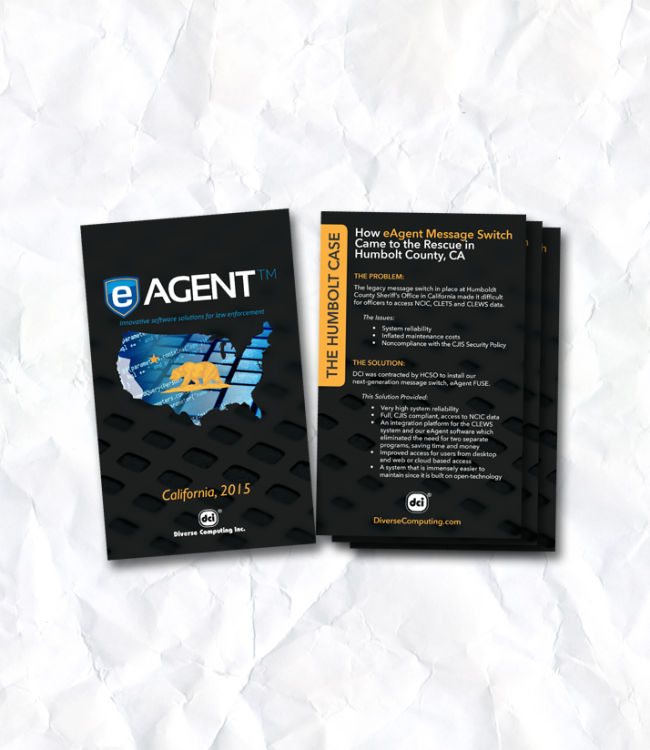 e AGENT™
Innovative software solutions for law enforcement
California, 2015
dci®
Diverse Computing Inc.
THE HUMBOLT CASE
How eAgent Message Switch
Came to the Rescue in
Humbolt County, CA
THE PROBLEM:
The legacy message switch in place at Humboldt
County Sheriff's Office in California made it difficult
for officers to access NCIC, CLETS and CLEWS data.
The Issues:
• System reliability
• Inflated maintenance costs
• Noncompliance with the CJIS Security Policy
THE SOLUTION:
DCI was contracted by HCSO to install our
next-generation message switch, eAgent FUSE.
This Solution Provided:
• Very high system reliability
• Full, CJIS compliant, access to NCIC data
• An integration platform for the CLEWS
system and our eAgent software which
eliminated the need for two separate
programs, saving time and money
• Improved access for users from desktop
and web or cloud based access
• A system that is immensely easier to
maintain since it is built on open-technology
dci®
DiverseComputing.com